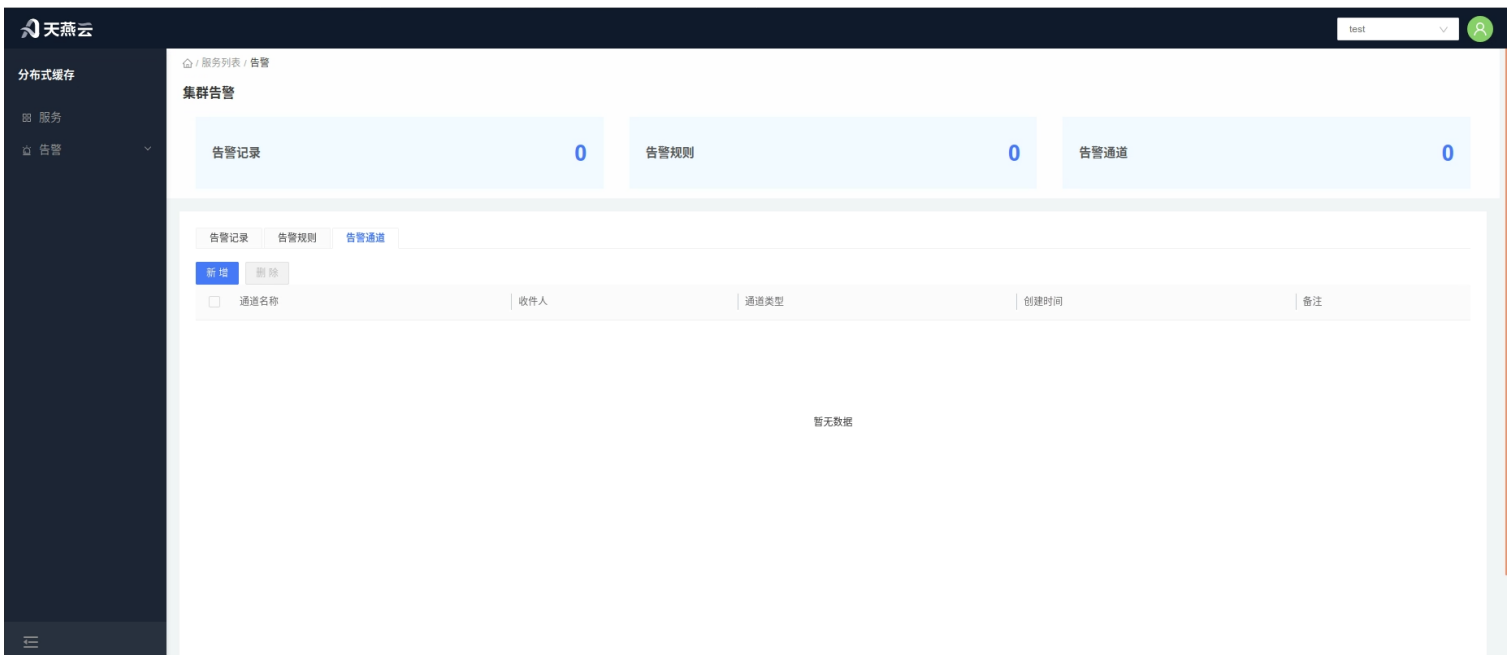 天燕云
test
分布式缓存
服务
告警
/ 服务列表 / 告警
集群告警
告警记录 0 告警规则 0 告警通道 0
告警记录 告警规则 告警通道
新增 删除
通道名称 收件人 通道类型 创建时间 备注
暂无数据